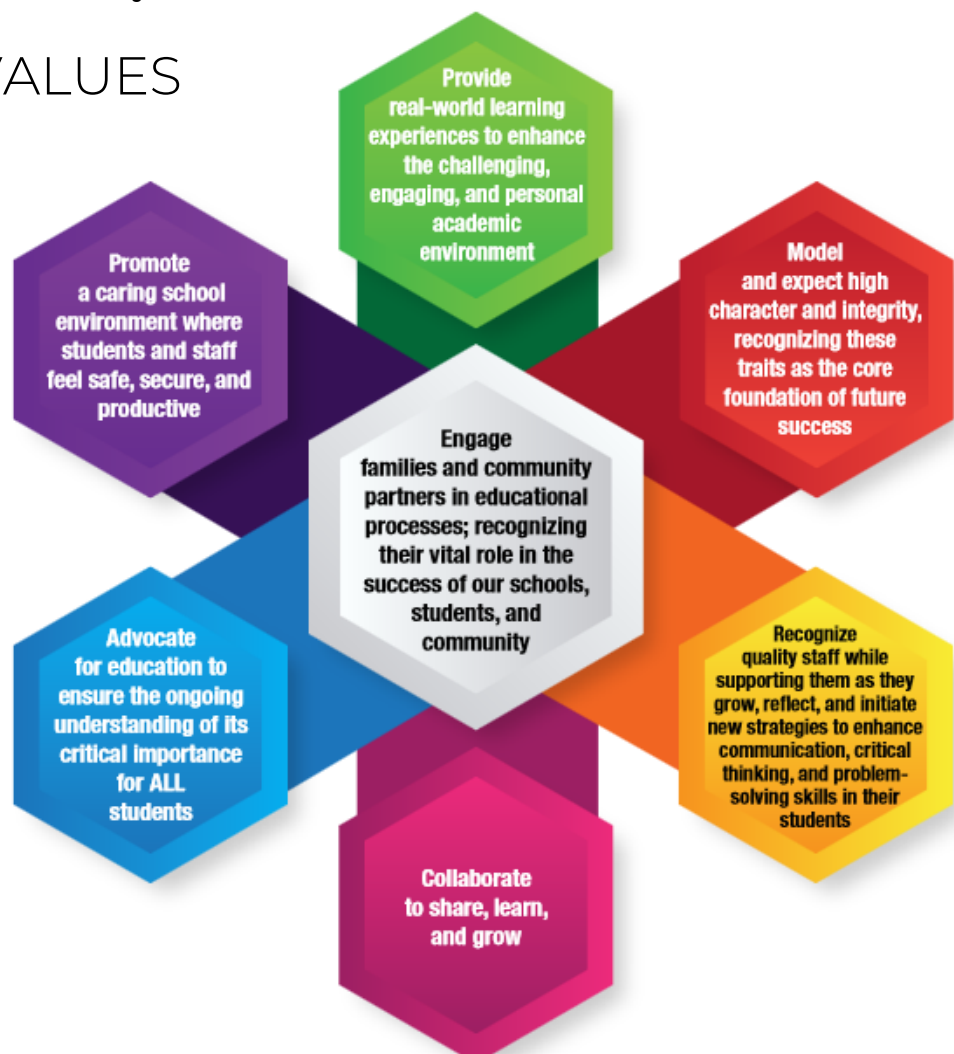 VALUES
Provide
real-world learning
experiences to enhance
the challenging,
engaging, and personal
academic
environment
Promote
a caring school
environment where
students and staff
feel safe, secure, and
productive
Model
and expect high
character and integrity,
recognizing these
traits as the core
foundation of future
success
Engage
families and community
partners in educational
processes; recognizing
their vital role in the
success of our schools,
students, and
community
Advocate
for education to
ensure the ongoing
understanding of its
critical importance
for ALL
students
Recognize
quality staff while
supporting them as they
grow, reflect, and initiate
new strategies to enhance
communication, critical
thinking, and problem-
solving skills in their
students
Collaborate
to share, learn,
and grow